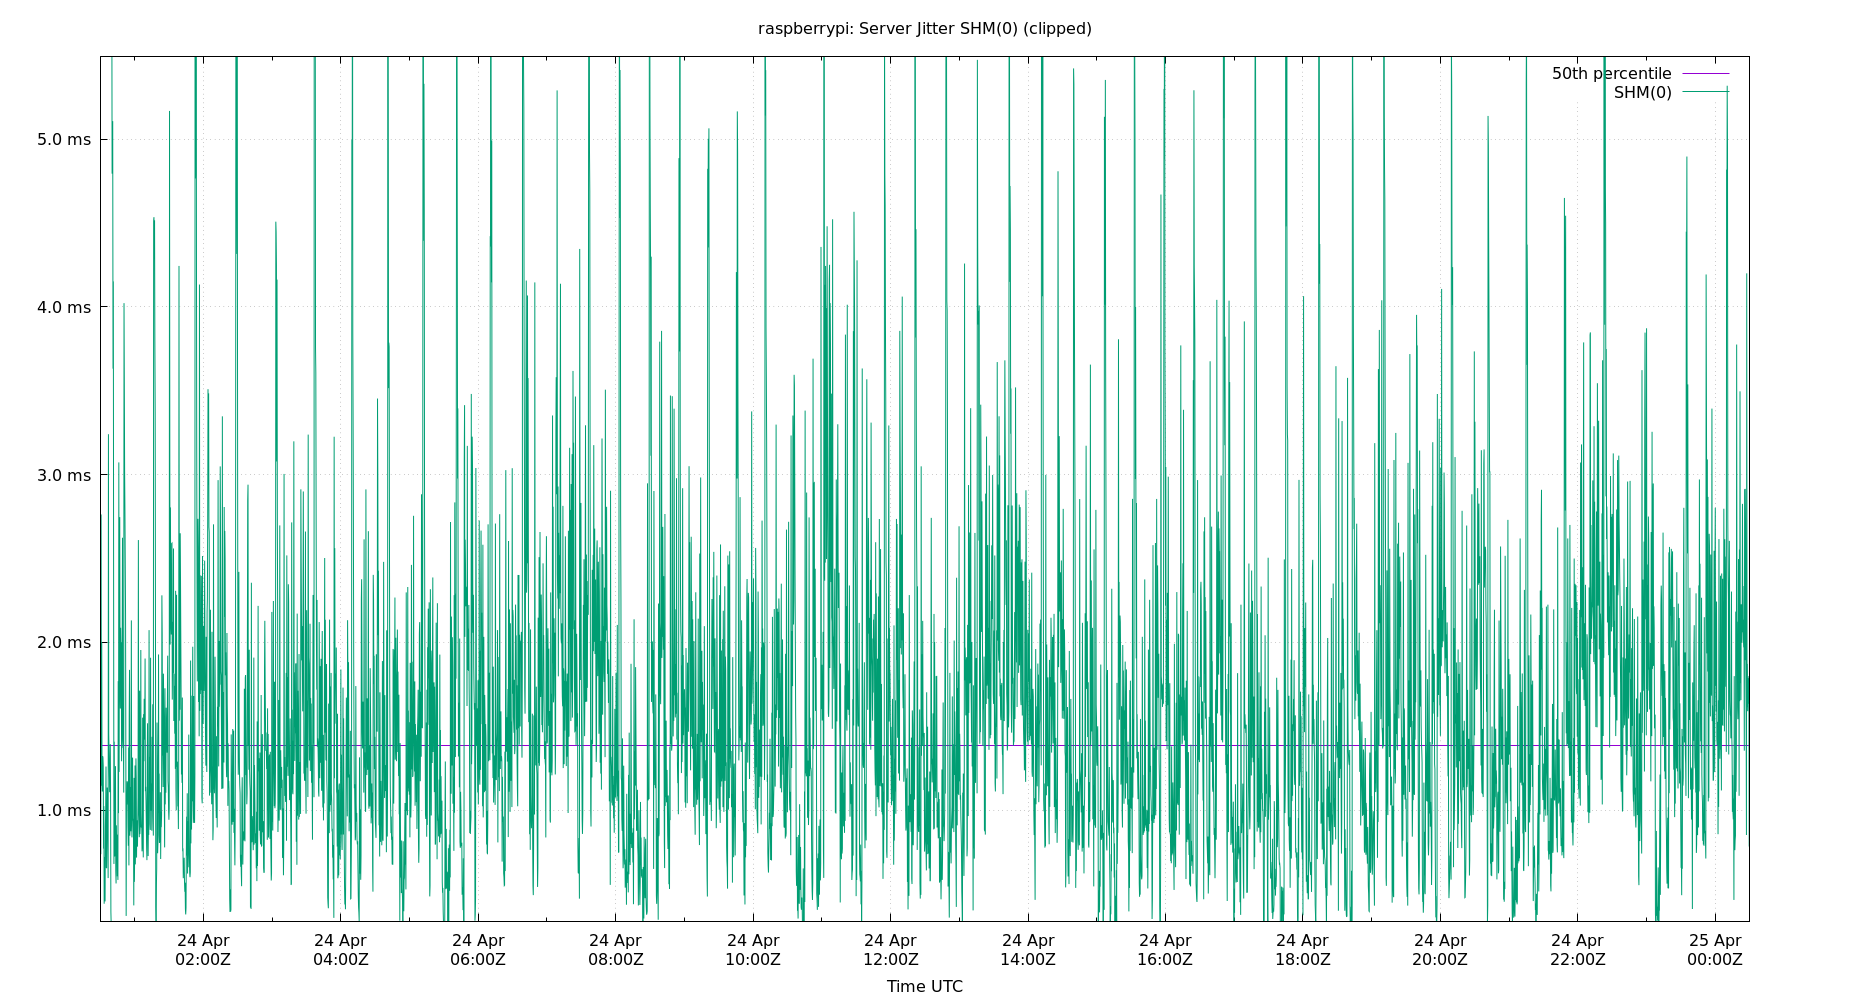 raspberrypi: Server Jitter SHM(0) (clipped)
50th percentile
SHM(0)
5.0 ms
4.0 ms
3.0 ms
2.0 ms
1.0 ms
24 Apr 24 Apr 24 Apr 24 Apr 24 Apr 24 Apr 24 Apr 24 Apr 24 Apr 24 Apr 24 Apr 25 Apr
02:00Z 04:00Z 06:00Z 08:00Z 10:00Z 12:00Z 14:00Z 16:00Z 18:00Z 20:00Z 22:00Z 00:00Z
Time UTC